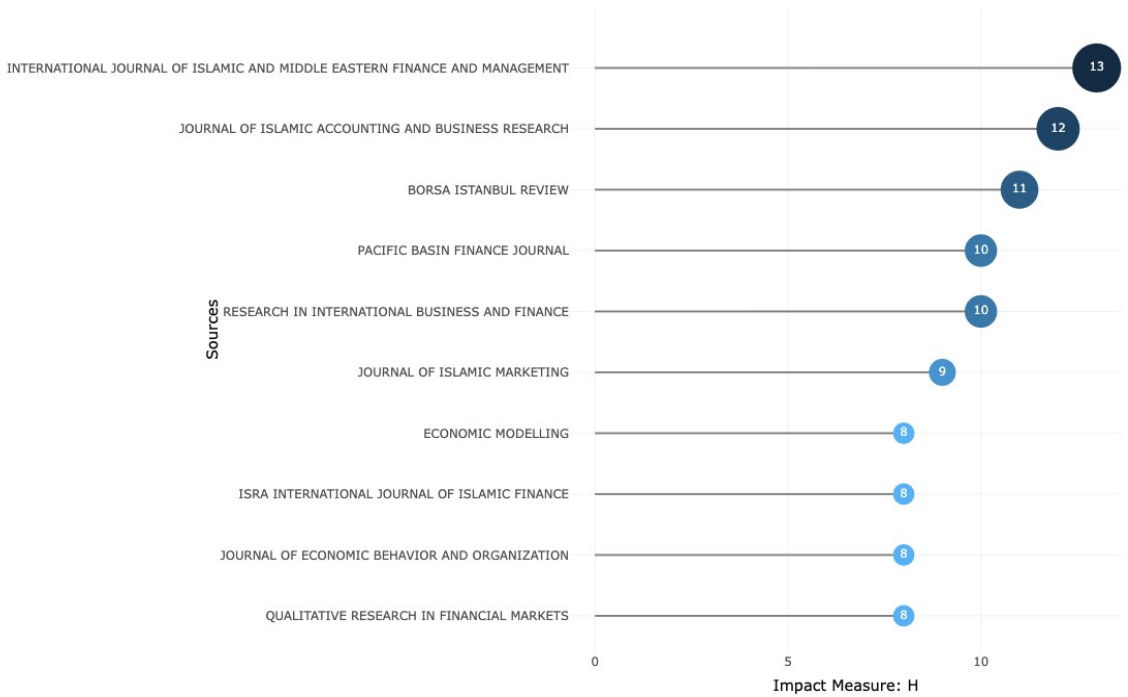 INTERNATIONAL JOURNAL OF ISLAMIC AND MIDDLE EASTERN FINANCE AND MANAGEMENT 13
JOURNAL OF ISLAMIC ACCOUNTING AND BUSINESS RESEARCH 12
BORSA ISTANBUL REVIEW 11
PACIFIC BASIN FINANCE JOURNAL 10
Sources
RESEARCH IN INTERNATIONAL BUSINESS AND FINANCE 10
JOURNAL OF ISLAMIC MARKETING 9
ECONOMIC MODELLING 8
ISRA INTERNATIONAL JOURNAL OF ISLAMIC FINANCE 8
JOURNAL OF ECONOMIC BEHAVIOR AND ORGANIZATION 8
QUALITATIVE RESEARCH IN FINANCIAL MARKETS 8
0 5 10
Impact Measure: H